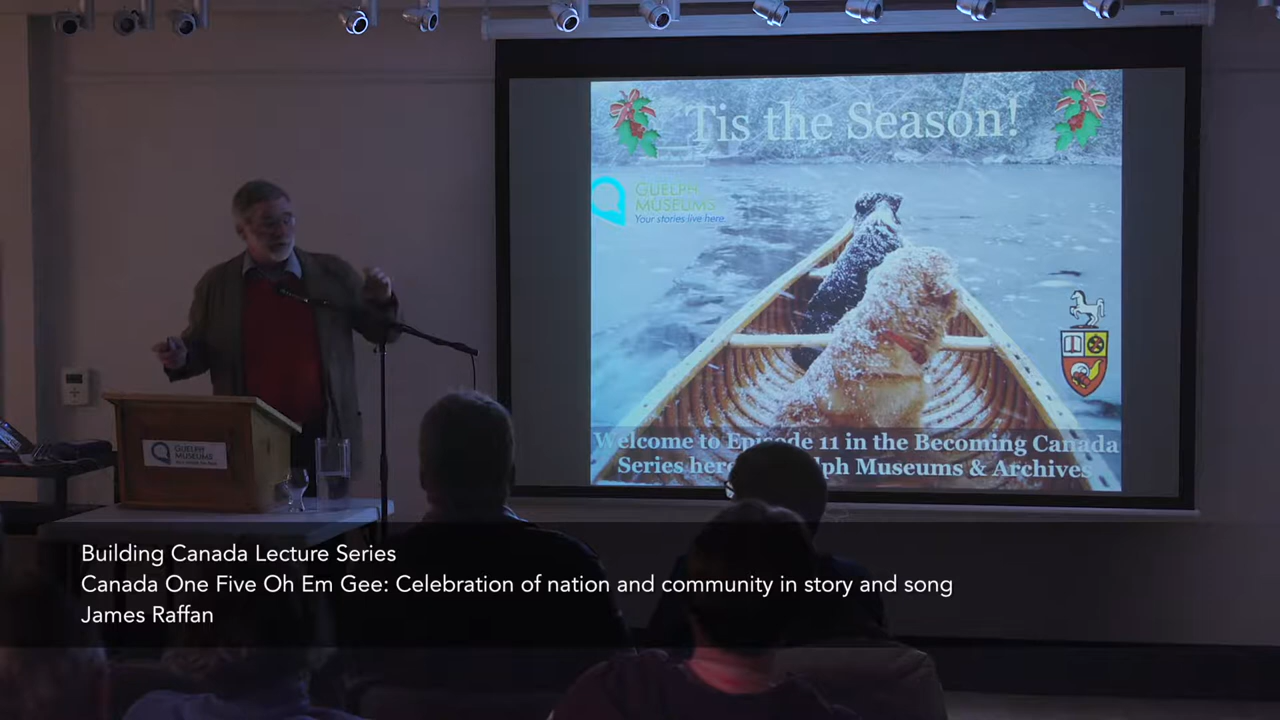 Tis the Season!
GUELPH
MUSEUMS
Your stories live here.
Welcome to Episode 11 in the Becoming Canada
Series here Guelph Museums & Archives
GUELPH
MUSEUMS
Building Canada Lecture Series
Canada One Five Oh Em Gee: Celebration of nation and community in story and song
James Raffan